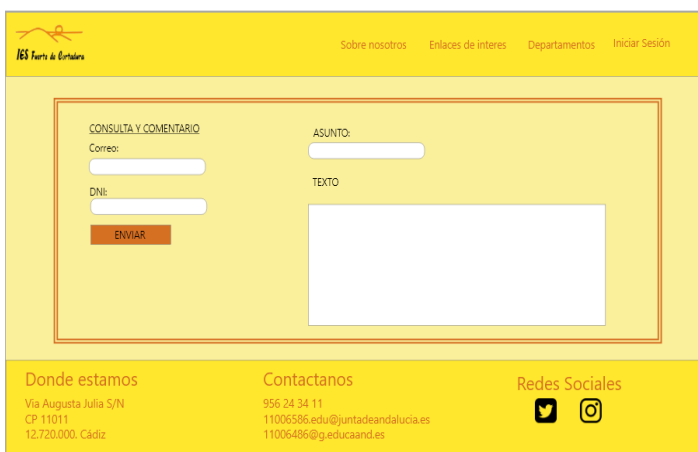 IES Fuerte de Cortadura
Sobre nosotros
Enlaces de interes
Departamentos
Iniciar Sesión
CONSULTA Y COMENTARIO
Correo:
DNI:
ENVIAR
ASUNTO:
TEXTO
Donde estamos
Via Augusta Julia S/N
CP 11011
12.720.000. Cádiz
Contactanos
956 24 34 11
11006586.edu@juntadeandalucia.es
11006486@g.educaand.es
Redes Sociales